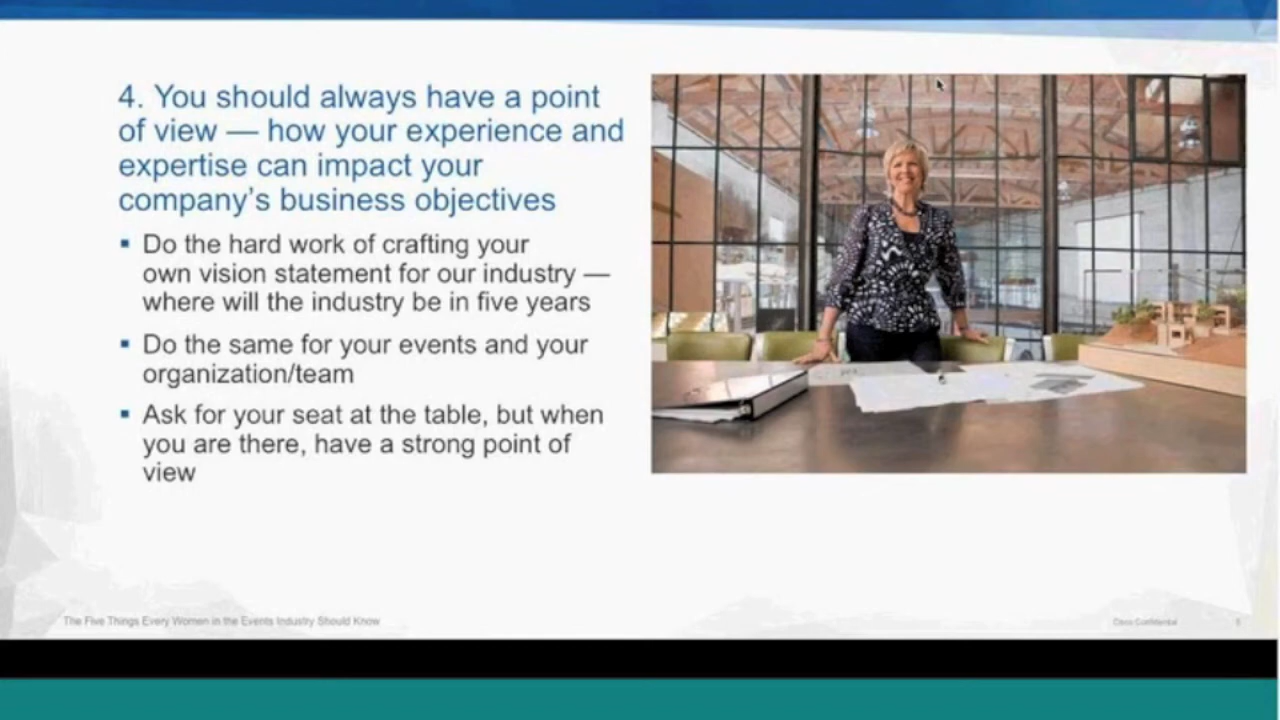 4. You should always have a point
of view — how your experience and
expertise can impact your
company's business objectives
▪ Do the hard work of crafting your
own vision statement for our industry —
where will the industry be in five years
▪ Do the same for your events and your
organization/team
▪ Ask for your seat at the table, but when
you are there, have a strong point of
view
The Five Things Every Women in the Events Industry Should Know
Cisco Confidential